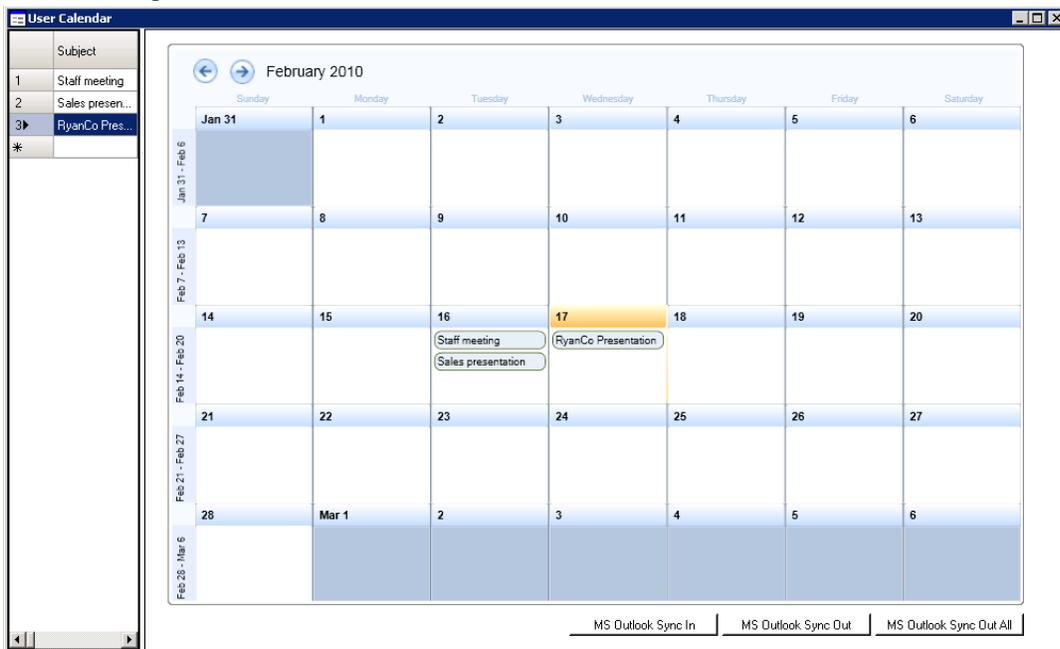 User Calendar
Subject
1 Staff meeting
2 Sales presen...
3 RyanCo Pres...
February 2010
Sunday Monday Tuesday Wednesday Thursday Friday Saturday
Jan 31 - Feb 6
Jan 31 1 2 3 4 5 6
Feb 7 - Feb 13
7 8 9 10 11 12 13
Feb 14 - Feb 20
14 15 16 17 18 19 20
Staff meeting RyanCo Presentation
Sales presentation
Feb 21 - Feb 27
21 22 23 24 25 26 27
Feb 28 - Mar 6
28 Mar 1 2 3 4 5 6
MS Outlook Sync In MS Outlook Sync Out MS Outlook Sync Out All